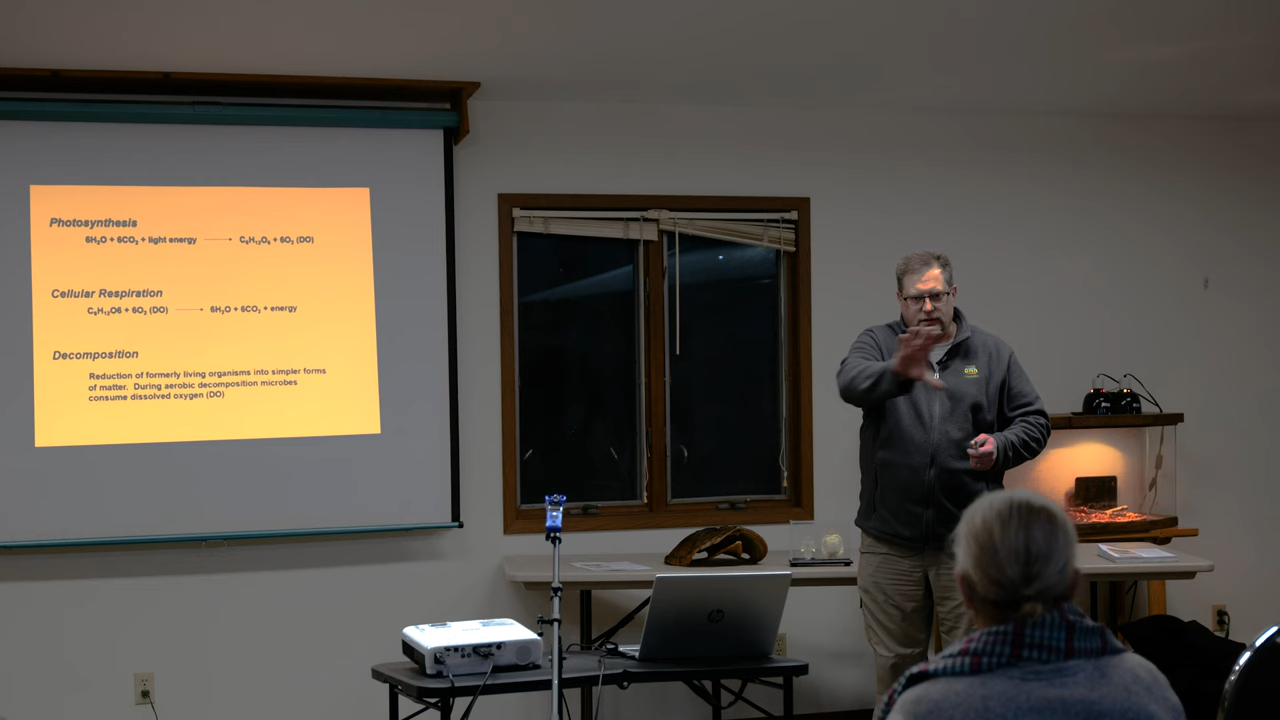 Photosynthesis
6H₂O + 6CO₂ + light energy → C₆H₁₂O₆ + 6O₂ (DO)
Cellular Respiration
C₆H₁₂O6 + 6O₂ (DO) → 6H₂O + 6CO₂ + energy
Decomposition
Reduction of formerly living organisms into simpler forms
of matter. During aerobic decomposition microbes
consume dissolved oxygen (DO)
hp